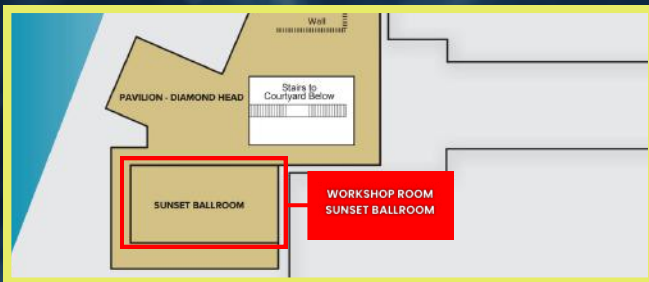 Wall
Stairs to
Courtyard Below
PAVILION - DIAMOND HEAD
SUNSET BALLROOM
WORKSHOP ROOM
SUNSET BALLROOM